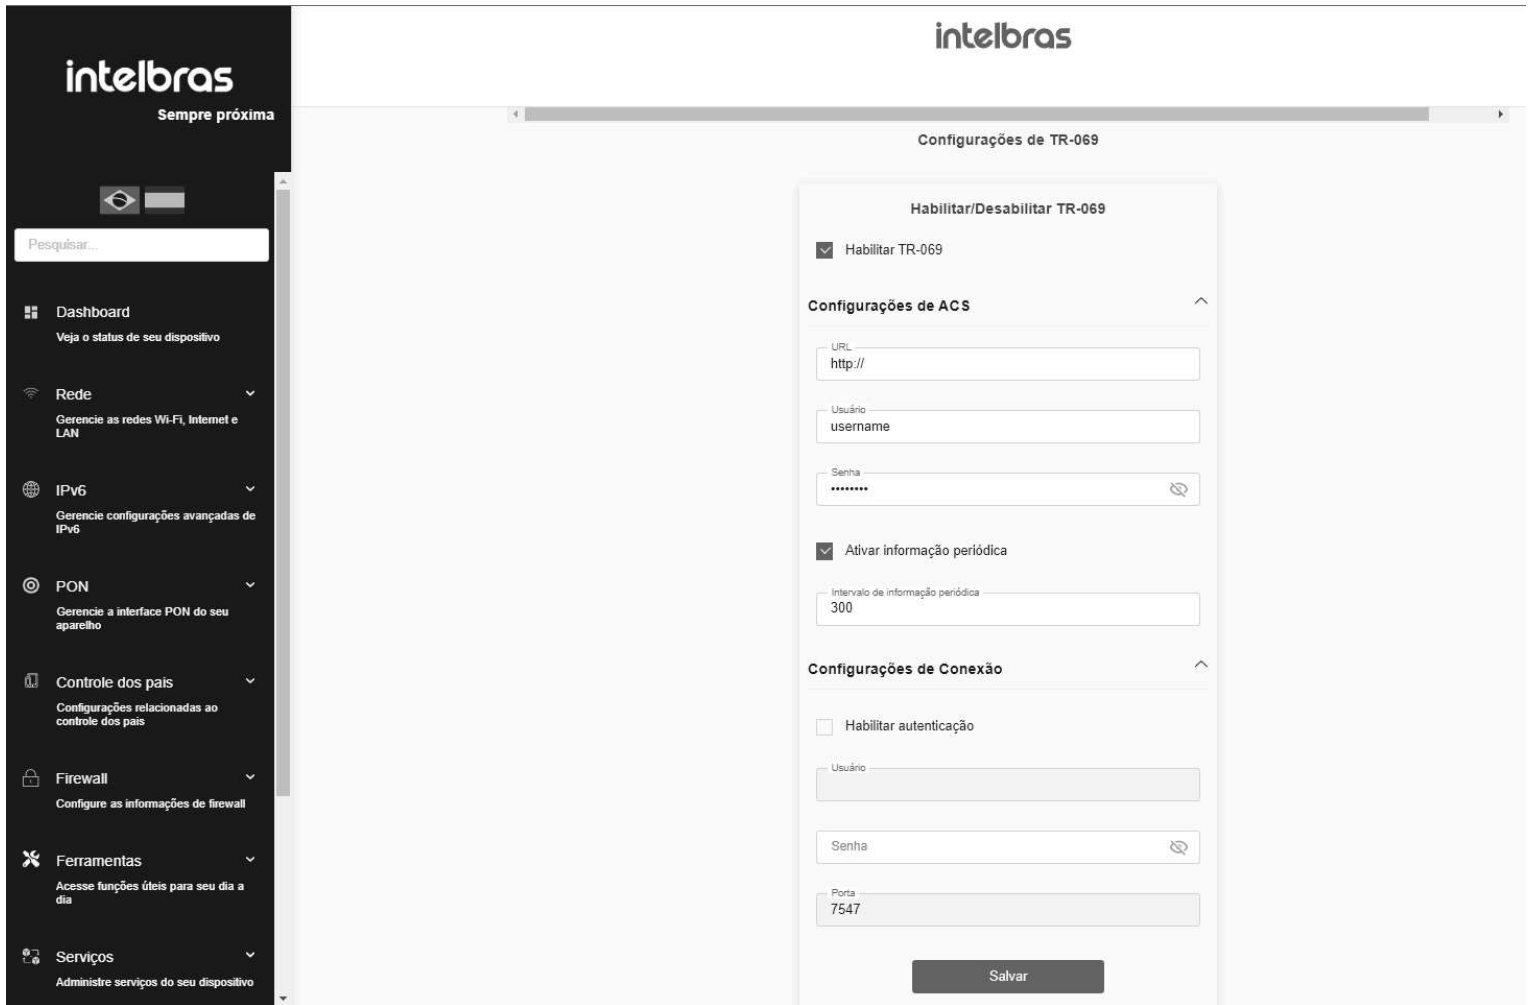 intelbras
Sempre próxima
Pesquisar...
Dashboard
Veja o status de seu dispositivo
Rede
Gerencie as redes Wi-Fi, Internet e
LAN
IPv6
Gerencie configurações avançadas de
IPv6
PON
Gerencie a interface PON do seu
aparelho
Controle dos pais
Configurações relacionadas ao
controle dos pais
Firewall
Configure as informações de firewall
Ferramentas
Acesse funções úteis para seu dia a
dia
Serviços
Administre serviços do seu dispositivo
intelbras
Configurações de TR-069
Habilitar/Desabilitar TR-069
Habilitar TR-069
Configurações de ACS
URL
http://
Usuário
username
Senha
••••••••
Ativar informação periódica
Intervalo de informação periódica
300
Configurações de Conexão
Habilitar autenticação
Usuário
Senha
Porta
7547
Salvar